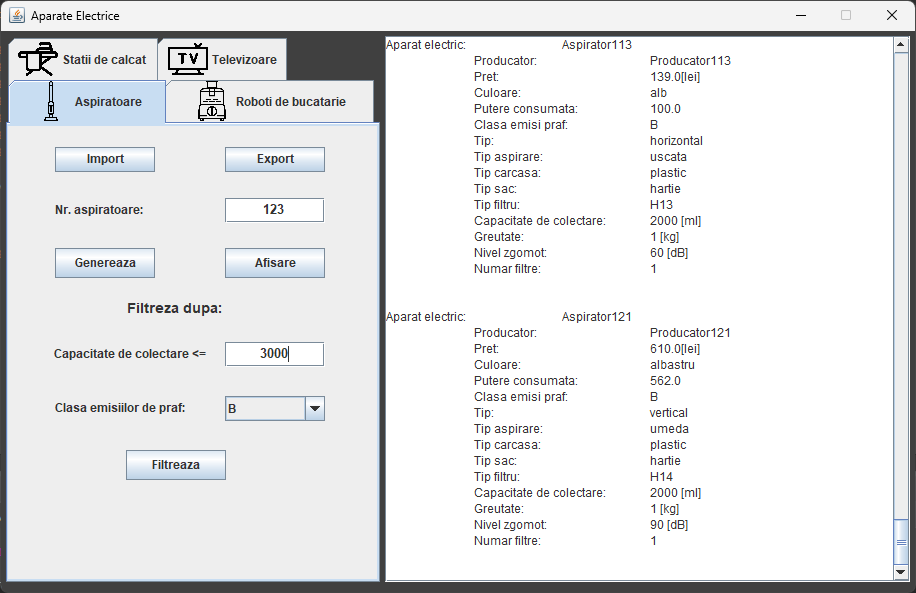 Aparate Electrice
Statii de calcat
TV
Televizoare
Aspiratoare
Roboti de bucatarie
Import
Export
Nr. aspiratoare:
123
Genereaza
Afisare
Filtreza dupa:
Capacitate de colectare <=
3000
Clasa emisiilor de praf:
B
Filtreaza
Aparat electric: Aspirator113
Producator: Producator113
Pret: 139.0[lei]
Culoare: alb
Putere consumata: 100.0
Clasa emisi praf: B
Tip: horizontal
Tip aspirare: uscata
Tip carcasa: plastic
Tip sac: hartie
Tip filtru: H13
Capacitate de colectare: 2000 [ml]
Greutate: 1 [kg]
Nivel zgomot: 60 [dB]
Numar filtre: 1
Aparat electric: Aspirator121
Producator: Producator121
Pret: 610.0[lei]
Culoare: albastru
Putere consumata: 562.0
Clasa emisi praf: B
Tip: vertical
Tip aspirare: umeda
Tip carcasa: plastic
Tip sac: hartie
Tip filtru: H14
Capacitate de colectare: 2000 [ml]
Greutate: 1 [kg]
Nivel zgomot: 90 [dB]
Numar filtre: 1